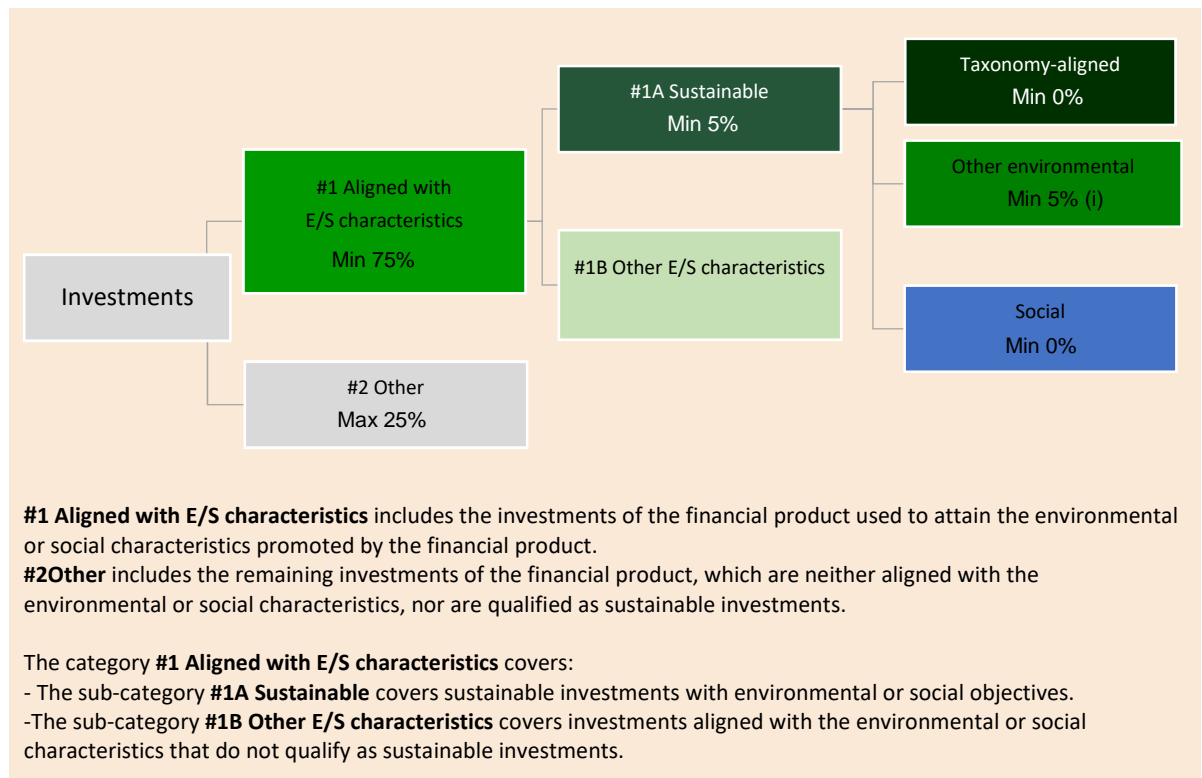 Investments
#1 Aligned with
E/S characteristics
Min 75%
#2 Other
Max 25%
#1A Sustainable
Min 5%
#1B Other E/S characteristics
Taxonomy-aligned
Min 0%
Other environmental
Min 5% (i)
Social
Min 0%
#1 Aligned with E/S characteristics includes the investments of the financial product used to attain the environmental
or social characteristics promoted by the financial product.
#2Other includes the remaining investments of the financial product, which are neither aligned with the
environmental or social characteristics, nor are qualified as sustainable investments.
The category #1 Aligned with E/S characteristics covers:
- The sub-category #1A Sustainable covers sustainable investments with environmental or social objectives.
-The sub-category #1B Other E/S characteristics covers investments aligned with the environmental or social
characteristics that do not qualify as sustainable investments.